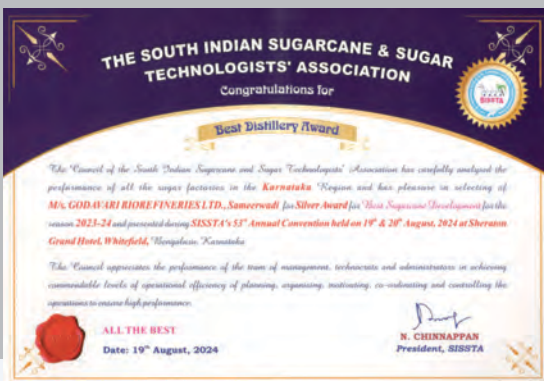 THE SOUTH INDIAN SUGARCANE & SUGAR
TECHNOLOGISTS' ASSOCIATION
Congratulations for
SISSTA
Best Distillery Award
The Council of the South Indian Sugarcane and Sugar Technologists' Association has carefully analysed the
performance of all the sugar factories in the Karnataka Region and has pleasure in selecting of
M/s. GODAVARI BIOREFINERIES LTD., Sameerwadi for Silver Award for Best Sugarcane Development for the
season 2023-24 and presented during SISSTA's 53rd Annual Convention held on 19th & 20th August, 2024 at Sheraton
Grand Hotel, Whitefield, Bengaluru, Karnataka
The Council appreciates the performance of the team of management, technocrats and administrators in achieving
commendable levels of operational efficiency of planning, organising, motivating, co-ordinating and controlling the
operations to ensure high performance.
ALL THE BEST
Date: 19th August, 2024
N. CHINNAPPAN
President, SISSTA